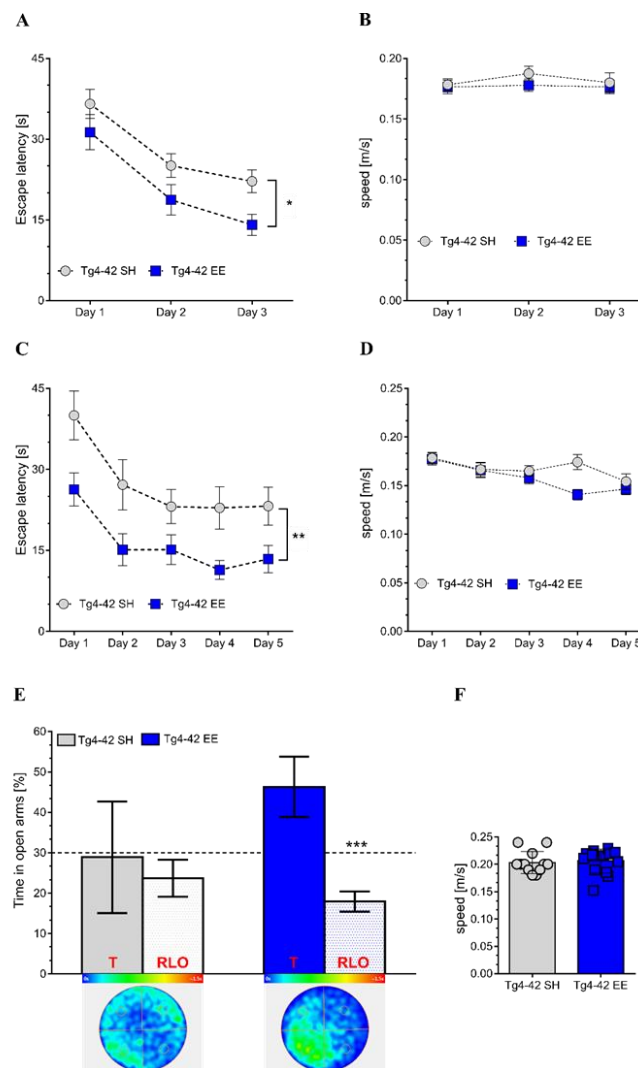 A
45
30
15
0
Escape latency [s]
*
Tg4-42 SH
Tg4-42 EE
Day 1
Day 2
Day 3
B
0.20
0.15
0.10
0.05
0.00
speed [m/s]
Tg4-42 SH
Tg4-42 EE
Day 1
Day 2
Day 3
C
45
30
15
0
Escape latency [s]
**
Tg4-42 SH
Tg4-42 EE
Day 1
Day 2
Day 3
Day 4
Day 5
D
0.25
0.20
0.15
0.10
0.05
0.00
speed [m/s]
Tg4-42 SH
Tg4-42 EE
Day 1
Day 2
Day 3
Day 4
Day 5
E
Tg4-42 SH
Tg4-42 EE
60
50
40
30
20
10
0
Time in open arms [%]
***
T
RLO
T
RLO
F
0.25
0.20
0.15
0.10
0.05
0.00
speed [m/s]
Tg4-42 SH
Tg4-42 EE